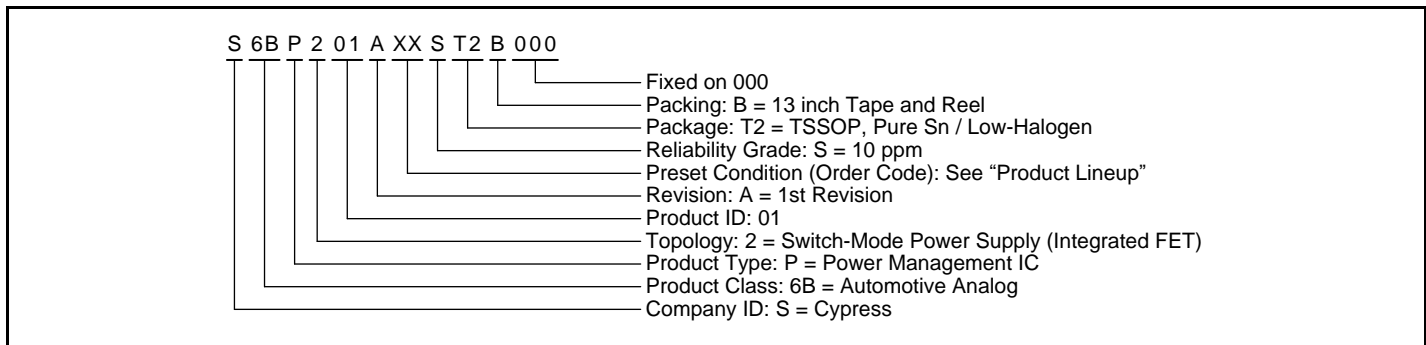 S 6B P 2 01 A XX S T2 B 000
Fixed on 000
Packing: B = 13 inch Tape and Reel
Package: T2 = TSSOP, Pure Sn / Low-Halogen
Reliability Grade: S = 10 ppm
Preset Condition (Order Code): See “Product Lineup”
Revision: A = 1st Revision
Product ID: 01
Topology: 2 = Switch-Mode Power Supply (Integrated FET)
Product Type: P = Power Management IC
Product Class: 6B = Automotive Analog
Company ID: S = Cypress